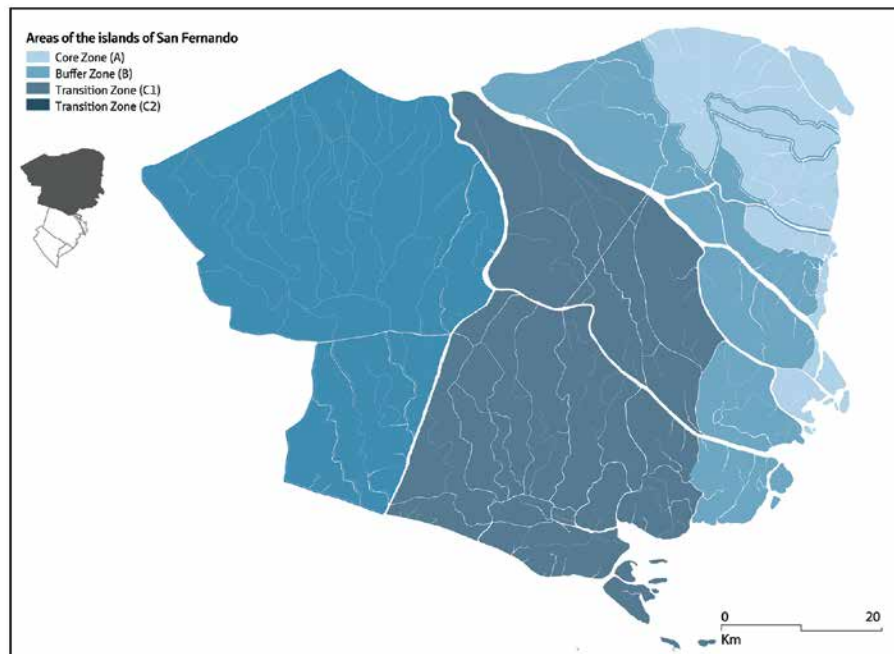 Areas of the islands of San Fernando
Core Zone (A)
Buffer Zone (B)
Transition Zone (C1)
Transition Zone (C2)
0 20
Km